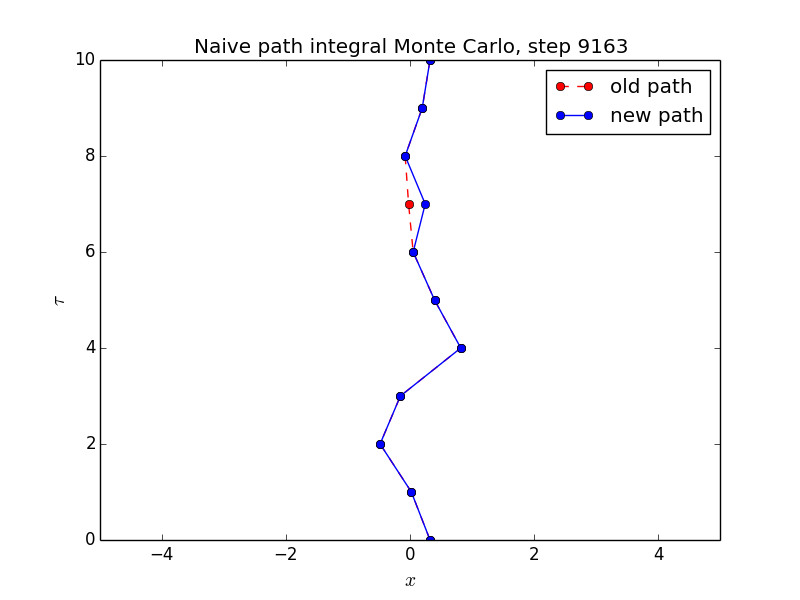 Naive path integral Monte Carlo, step 9163
10
8
6
4
2
0
τ
old path
new path
−4 −2 0 2 4
x